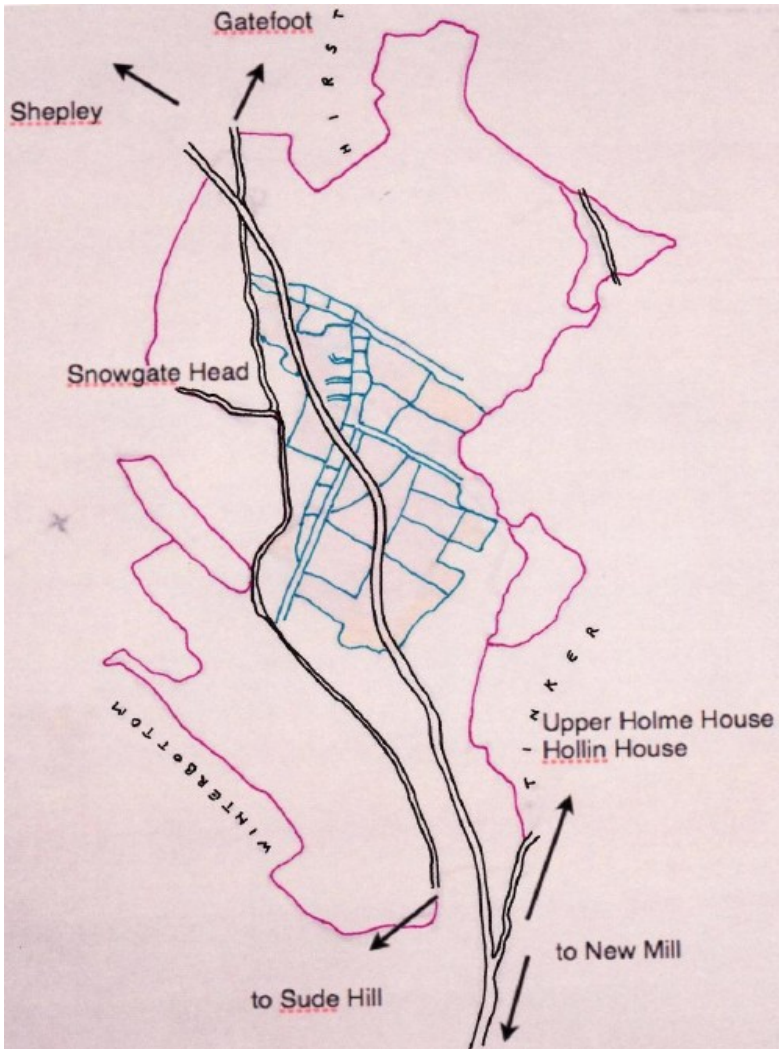 Gatefoot
HIRST
Shepley
Snowgate Head
TINKER
Upper Holme House
Hollin House
WINTERBOTTOM
to New Mill
to Sude Hill